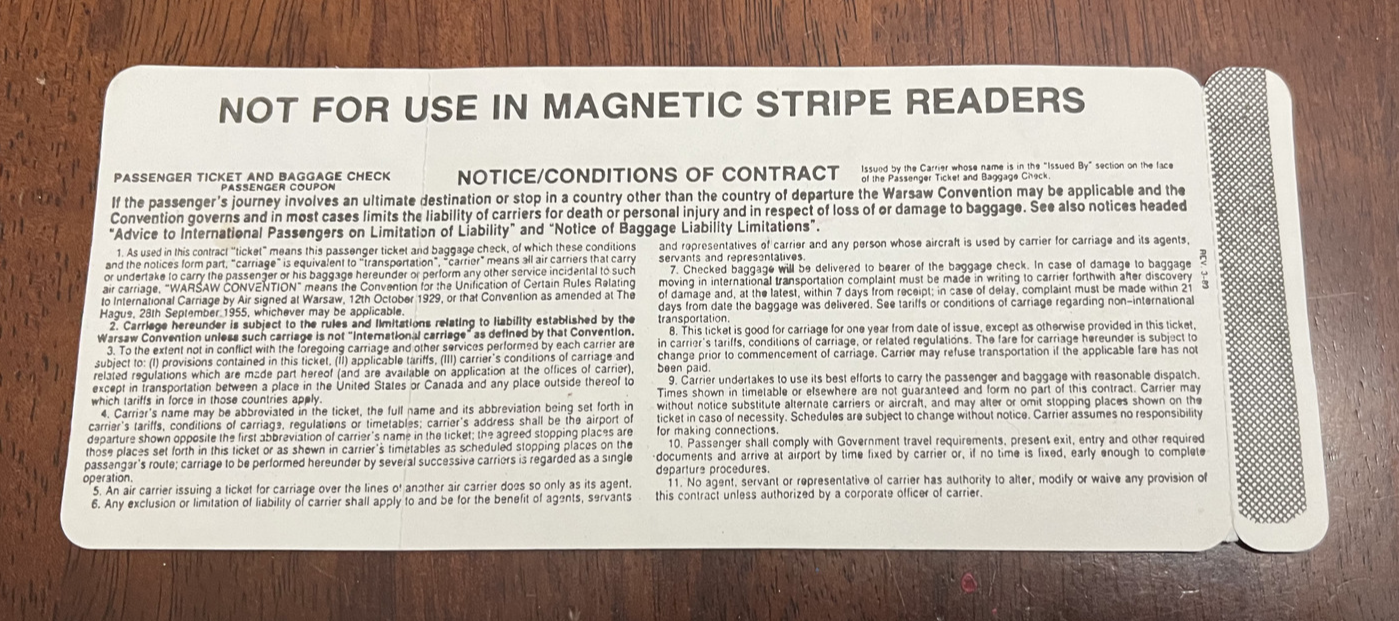 NOT FOR USE IN MAGNETIC STRIPE READERS
PASSENGER TICKET AND BAGGAGE CHECK
PASSENGER COUPON
NOTICE/CONDITIONS OF CONTRACT
Issued by the Carrier whose name is in the "Issued By" section on the face
of the Passenger Ticket and Baggage Check.
If the passenger's journey involves an ultimate destination or stop in a country other than the country of departure the Warsaw Convention may be applicable and the
Convention governs and in most cases limits the liability of carriers for death or personal injury and in respect of loss of or damage to baggage. See also notices headed
"Advice to International Passengers on Limitation of Liability" and "Notice of Baggage Liability Limitations".
1. As used in this contract "ticket" means this passenger ticket and baggage check, of which these conditions
and the notices form part, "carriage" is equivalent to "transportation", "carrier" means all air carriers that carry
or undertake to carry the passenger or his baggage hereunder or perform any other service incidental to such
air carriage, "WARSAW CONVENTION" means the Convention for the Unification of Certain Rules Relating
to International Carriage by Air signed at Warsaw, 12th October 1929, or that Convention as amended at The
Hague, 28th September 1955, whichever may be applicable.
2. Carriage hereunder is subject to the rules and limitations relating to liability established by the
Warsaw Convention unless such carriage is not "International carriage" as defined by that Convention.
3. To the extent not in conflict with the foregoing carriage and other services performed by each carrier are
subject to: (I) provisions contained in this ticket, (II) applicable tariffs, (III) carrier's conditions of carriage and
related regulations which are made part hereof (and are available on application at the offices of carrier),
except in transportation between a place in the United States or Canada and any place outside thereof to
which tariffs in force in those countries apply.
4. Carrier's name may be abbreviated in the ticket, the full name and its abbreviation being set forth in
carrier's tariffs, conditions of carriage, regulations or timetables; carrier's address shall be the airport of
departure shown opposite the first abbreviation of carrier's name in the ticket; the agreed stopping places are
those places set forth in this ticket or as shown in carrier's timetables as scheduled stopping places on the
passengar's route; carriage to be performed hereunder by several successive carriers is regarded as a single
operation.
5. An air carrier issuing a ticket for carriage over the lines of another air carrier does so only as its agent.
6. Any exclusion or limitation of liability of carrier shall apply to and be for the benefit of agents, servants
and representatives of carrier and any person whose aircraft is used by carrier for carriage and its agents,
servants and representatives.
7. Checked baggage will be delivered to bearer of the baggage check. In case of damage to baggage
moving in international transportation complaint must be made in writing to carrier forthwith after discovery
of damage and, at the latest, within 7 days from receipt; in case of delay, complaint must be made within 21
days from date the baggage was delivered. See tariffs or conditions of carriage regarding non-international
transportation.
8. This ticket is good for carriage for one year from date of issue, except as otherwise provided in this ticket,
in carrier's tariffs, conditions of carriage, or related regulations. The fare for carriage hereunder is subject to
change prior to commencement of carriage. Carrier may refuse transportation if the applicable fare has not
been paid.
9. Carrier undertakes to use its best efforts to carry the passenger and baggage with reasonable dispatch.
Times shown in timetable or elsewhere are not guaranteed and form no part of this contract. Carrier may
without notice substitute alternate carriers or aircraft, and may alter or omit stopping places shown on the
ticket in case of necessity. Schedules are subject to change without notice. Carrier assumes no responsibility
for making connections.
10. Passenger shall comply with Government travel requirements, present exit, entry and other required
documents and arrive at airport by time fixed by carrier or, if no time is fixed, early enough to complete
departure procedures.
11. No agent, servant or representative of carrier has authority to alter, modify or waive any provision of
this contract unless authorized by a corporate officer of carrier.
REV.